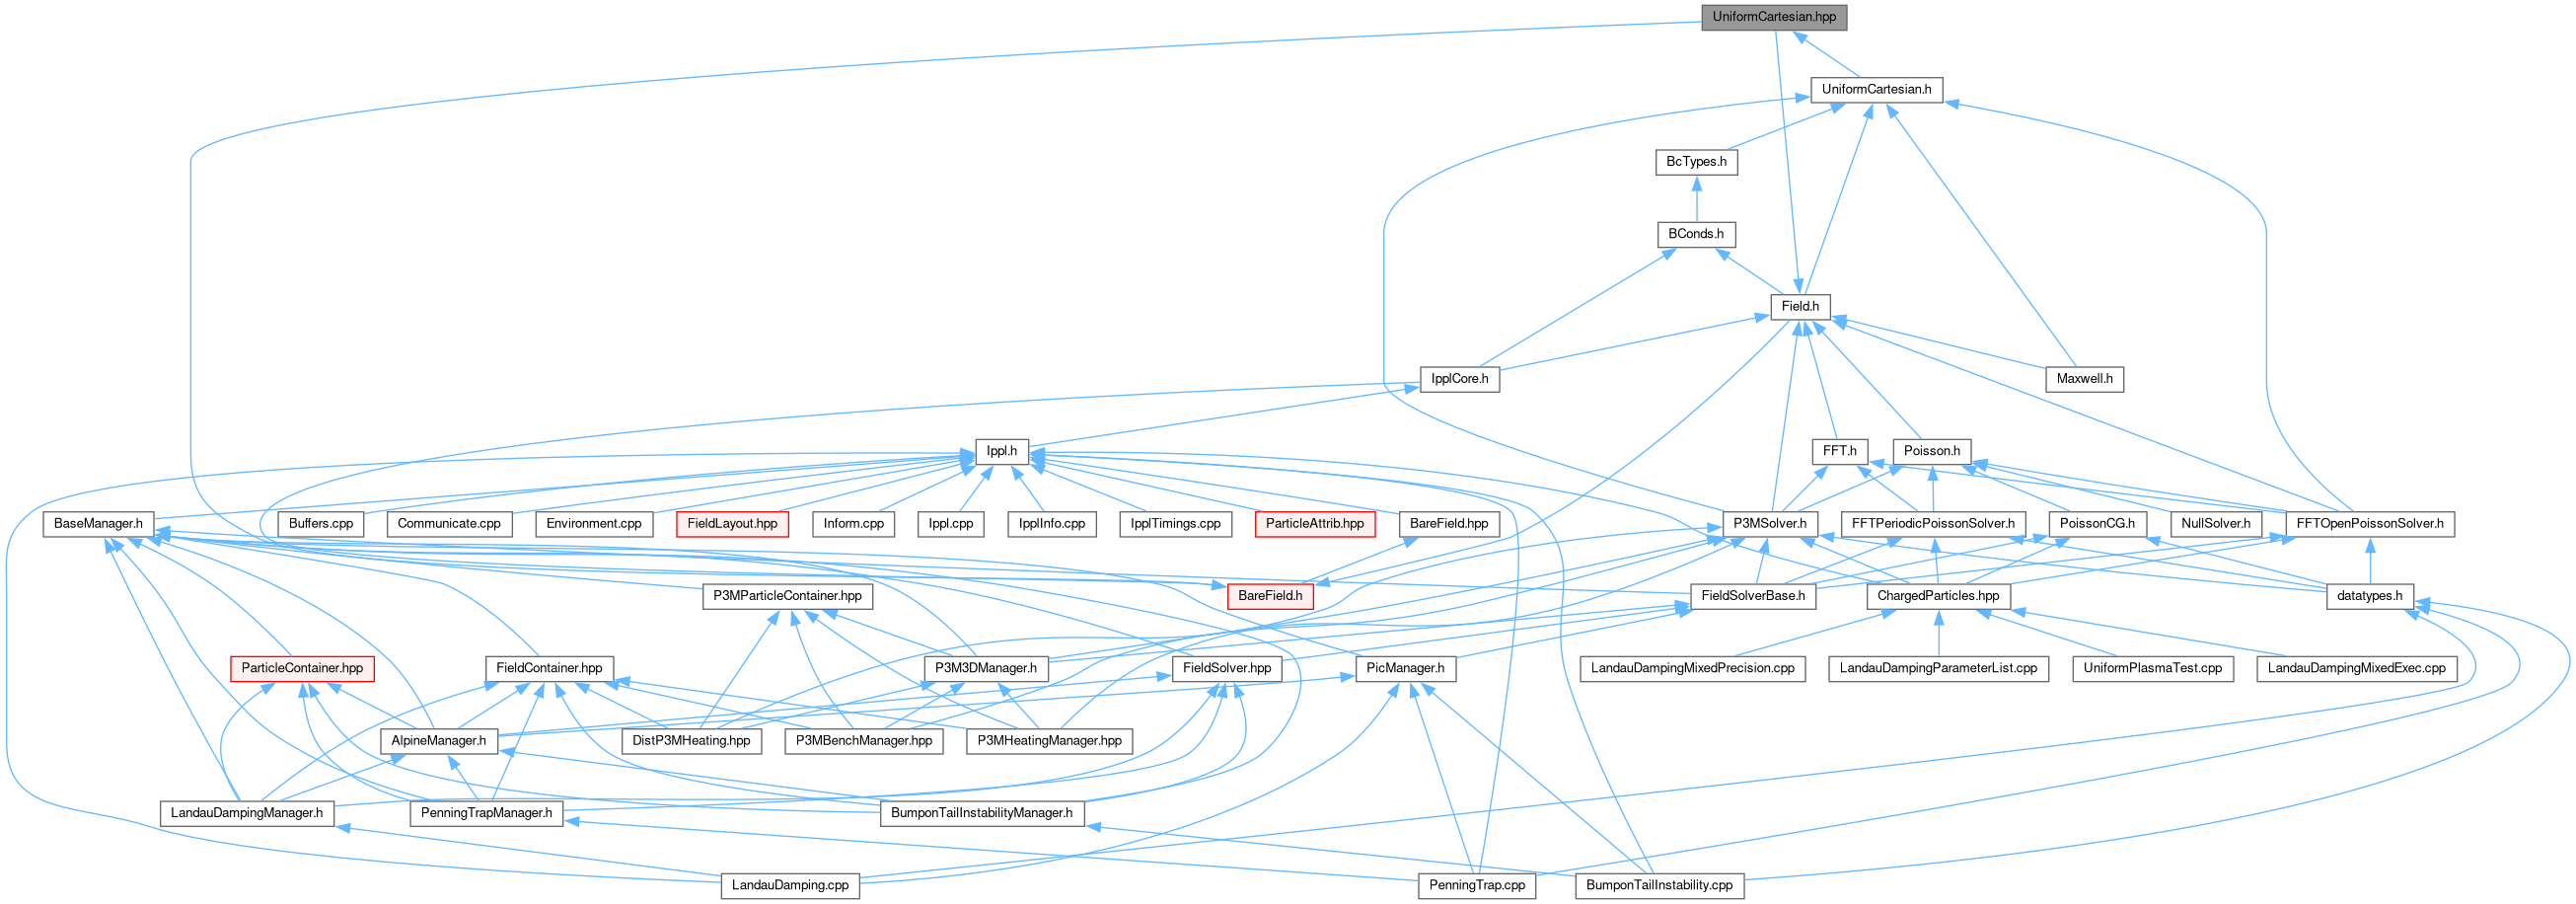 UniformCartesian.hpp
UniformCartesian.h
BcTypes.h
BConds.h
Field.h
IpplCore.h
Maxwell.h
Ippl.h
FFT.h
Poisson.h
BaseManager.h
Buffers.cpp
Communicate.cpp
Environment.cpp
FieldLayout.hpp
Inform.cpp
Ippl.cpp
IpplInfo.cpp
IpplTimings.cpp
ParticleAttrib.hpp
BareField.hpp
P3MSolver.h
FFTPeriodicPoissonSolver.h
PoissonCG.h
NullSolver.h
FFTOpenPoissonSolver.h
P3MParticleContainer.hpp
BareField.h
FieldSolverBase.h
ChargedParticles.hpp
datatypes.h
ParticleContainer.hpp
FieldContainer.hpp
P3M3DManager.h
FieldSolver.hpp
PicManager.h
LandauDampingMixedPrecision.cpp
LandauDampingParameterList.cpp
UniformPlasmaTest.cpp
LandauDampingMixedExec.cpp
AlpineManager.h
DistP3MHeating.hpp
P3MBenchManager.hpp
P3MHeatingManager.hpp
LandauDampingManager.h
PenningTrapManager.h
BumponTailInstabilityManager.h
LandauDamping.cpp
PenningTrap.cpp
BumponTailInstability.cpp